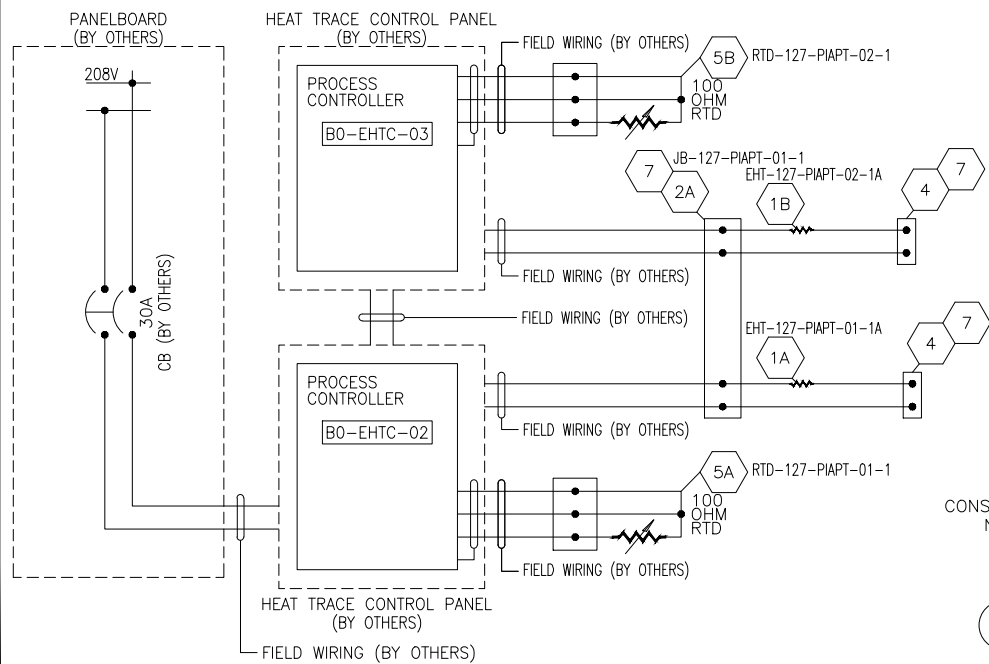 PANELBOARD
(BY OTHERS)
208V
30A
CB (BY OTHERS)
HEAT TRACE CONTROL PANEL
(BY OTHERS)
PROCESS
CONTROLLER
BO-EHTC-03
FIELD WIRING (BY OTHERS)
5B
RTD-127-PIAPT-02-1
100
OHM
RTD
7
JB-127-PIAPT-01-1
2A
EHT-127-PIAPT-02-1A
1B
4
7
FIELD WIRING (BY OTHERS)
FIELD WIRING (BY OTHERS)
EHT-127-PIAPT-01-1A
1A
4
7
PROCESS
CONTROLLER
BO-EHTC-02
FIELD WIRING (BY OTHERS)
5A
RTD-127-PIAPT-01-1
100
OHM
RTD
FIELD WIRING (BY OTHERS)
HEAT TRACE CONTROL PANEL
(BY OTHERS)
FIELD WIRING (BY OTHERS)
CONS
N